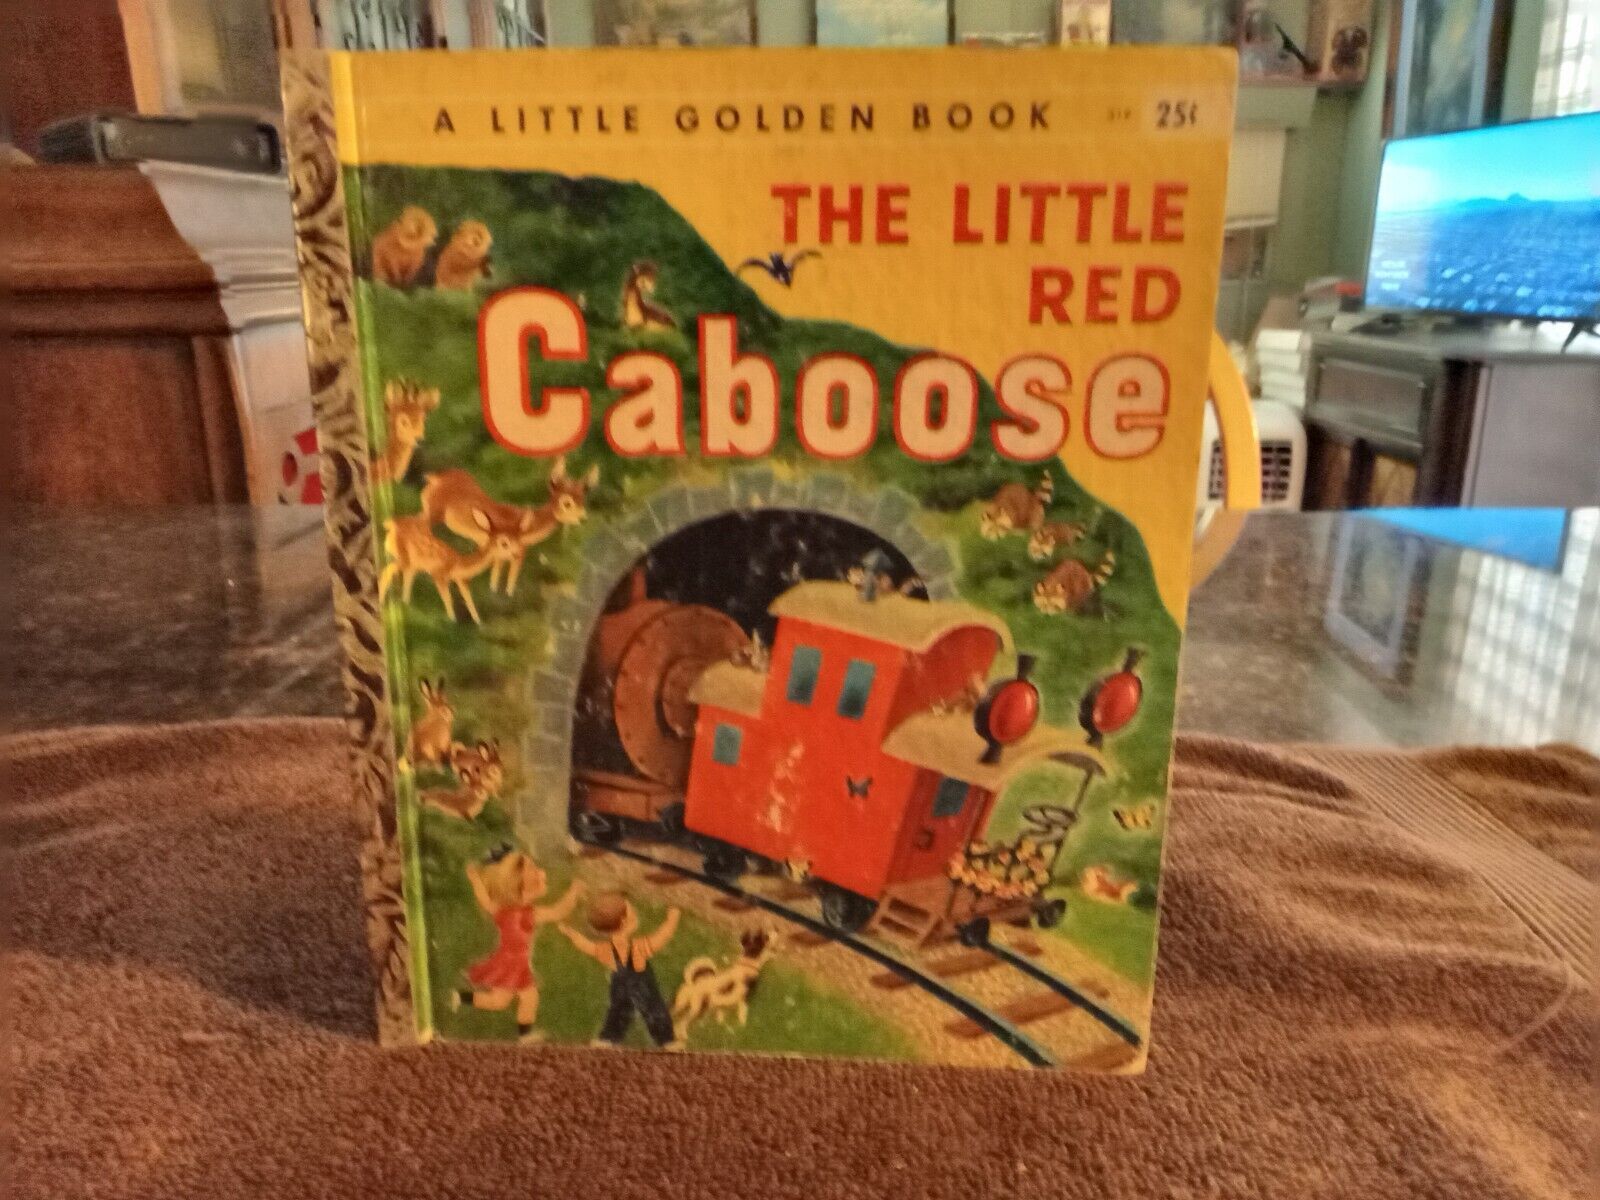 A LITTLE GOLDEN BOOK 25¢
THE LITTLE
RED
Caboose